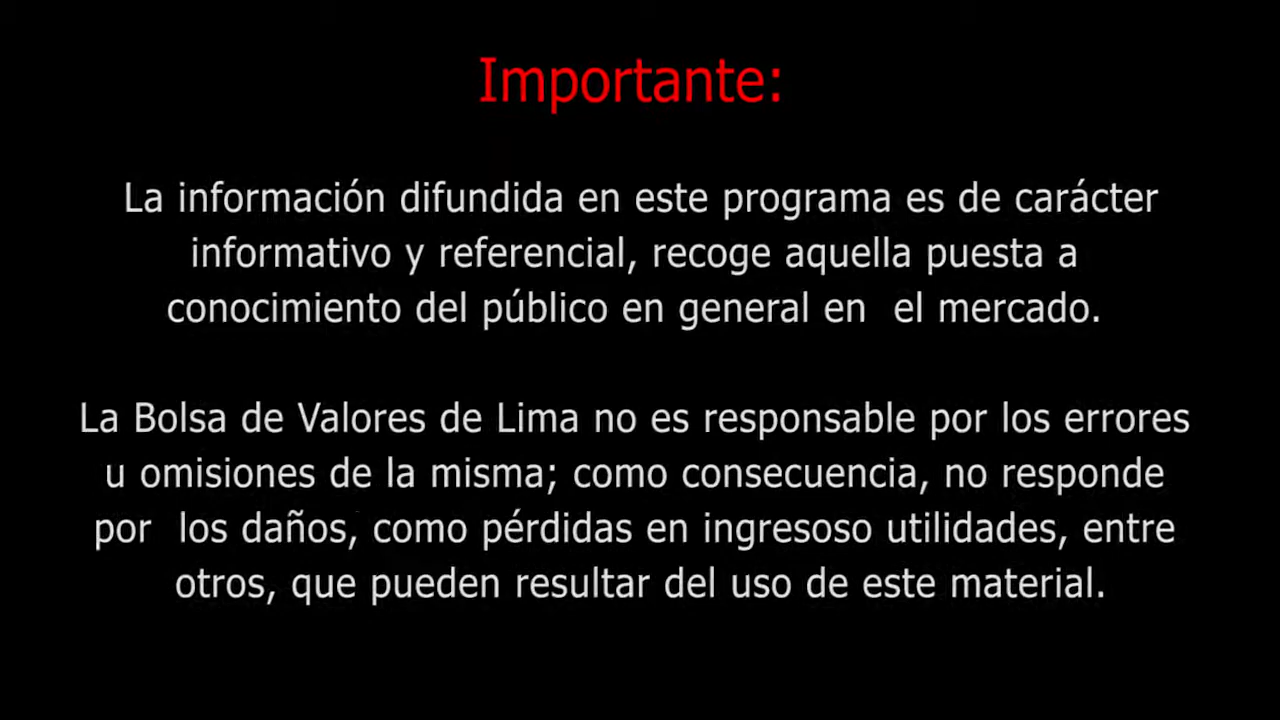 Importante:
La información difundida en este programa es de carácter
informativo y referencial, recoge aquella puesta a
conocimiento del público en general en  el mercado.
La Bolsa de Valores de Lima no es responsable por los errores
u omisiones de la misma; como consecuencia, no responde
por  los daños, como pérdidas en ingresoso utilidades, entre
otros, que pueden resultar del uso de este material.